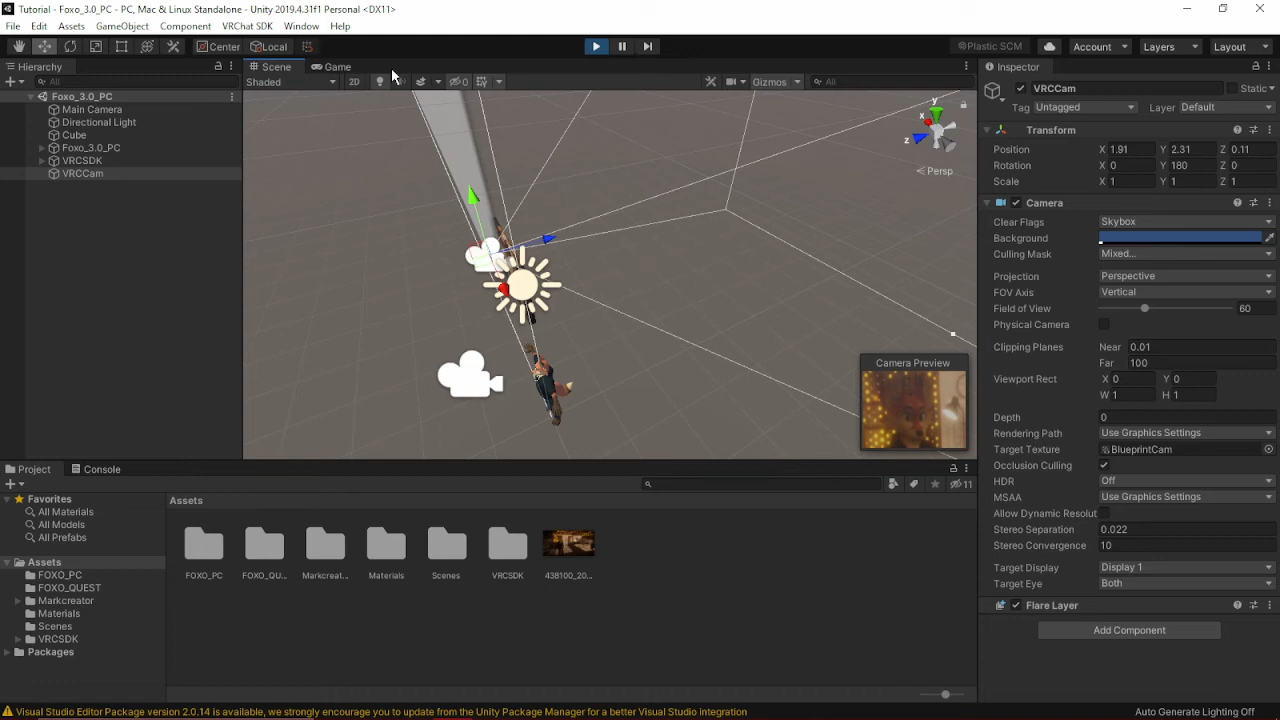 Tutorial - Foxo_3.0_PC - PC, Mac & Linux Standalone - Unity 2019.4.31f1 Personal <DX11>
File Edit Assets GameObject Component VRChat SDK Window Help
Center Local Plastic SCM Account Layers Layout
Hierarchy
All
Foxo_3.0_PC
Main Camera
Directional Light
Cube
Foxo_3.0_PC
VRCSDK
VRCCam
Scene Game
Shaded 2D 0 Gizmos All
y
x
z
Persp
Camera Preview
Inspector
VRCCam Static
Tag Untagged Layer Default
Transform
Position X 1.91 Y 2.31 Z 0.11
Rotation X 0 Y 180 Z 0
Scale X 1 Y 1 Z 1
Camera
Clear Flags Skybox
Background
Culling Mask Mixed...
Projection Perspective
FOV Axis Vertical
Field of View 60
Physical Camera
Clipping Planes Near 0.01
Far 100
Viewport Rect X 0 Y 0
W 1 H 1
Depth 0
Rendering Path Use Graphics Settings
Target Texture BlueprintCam
Occlusion Culling
HDR Off
MSAA Use Graphics Settings
Allow Dynamic Resolut
Stereo Separation 0.022
Stereo Convergence 10
Target Display Display 1
Target Eye Both
Flare Layer
Add Component
Project Console
11
Favorites
All Materials
All Models
All Prefabs
Assets
FOXO_PC
FOXO_QUEST
Markcreator
Materials
Scenes
VRCSDK
Packages
Assets
FOXO_PC FOXO_QU... Markcreat... Materials Scenes VRCSDK 438100_20...
Visual Studio Editor Package version 2.0.14 is available, we strongly encourage you to update from the Unity Package Manager for a better Visual Studio integration
Auto Generate Lighting Off